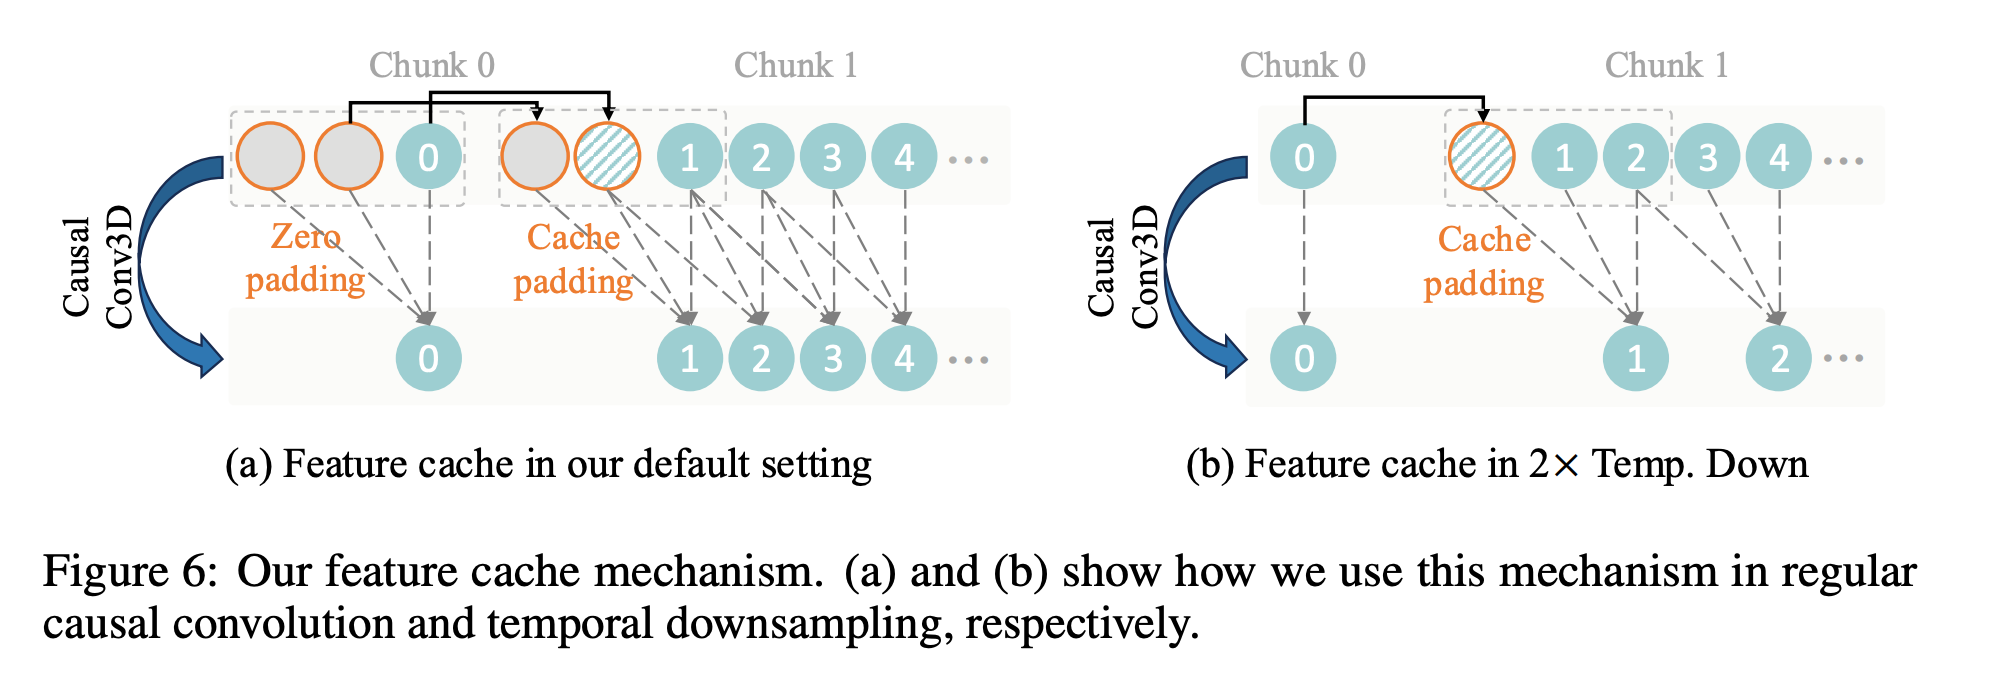 Chunk 0
Chunk 1
0
1 2 3 4 ...
Causal
Conv3D
Zero
padding
Cache
padding
0
1 2 3 4 ...
(a) Feature cache in our default setting
Chunk 0
Chunk 1
0
1 2 3 4 ...
Causal
Conv3D
Cache
padding
0
1
2 ...
(b) Feature cache in 2× Temp. Down
Figure 6: Our feature cache mechanism. (a) and (b) show how we use this mechanism in regular
causal convolution and temporal downsampling, respectively.